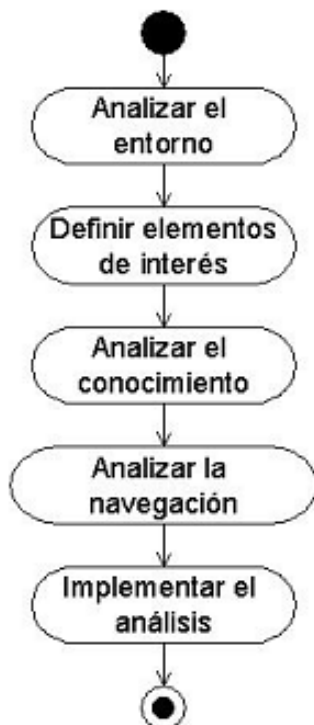 Analizar el
entorno
Definir elementos
de interés
Analizar el
conocimiento
Analizar la
navegación
Implementar el
análisis